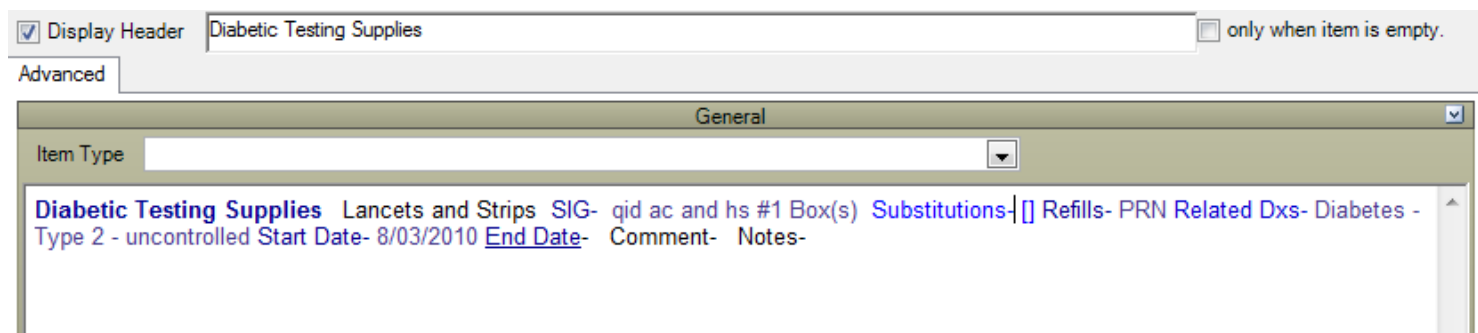 Display Header Diabetic Testing Supplies only when item is empty.
Advanced
General
Item Type
Diabetic Testing Supplies Lancets and Strips SIG- qid ac and hs #1 Box(s) Substitutions- [] Refills- PRN Related Dxs- Diabetes -
Type 2 - uncontrolled Start Date- 8/03/2010 End Date- Comment- Notes-